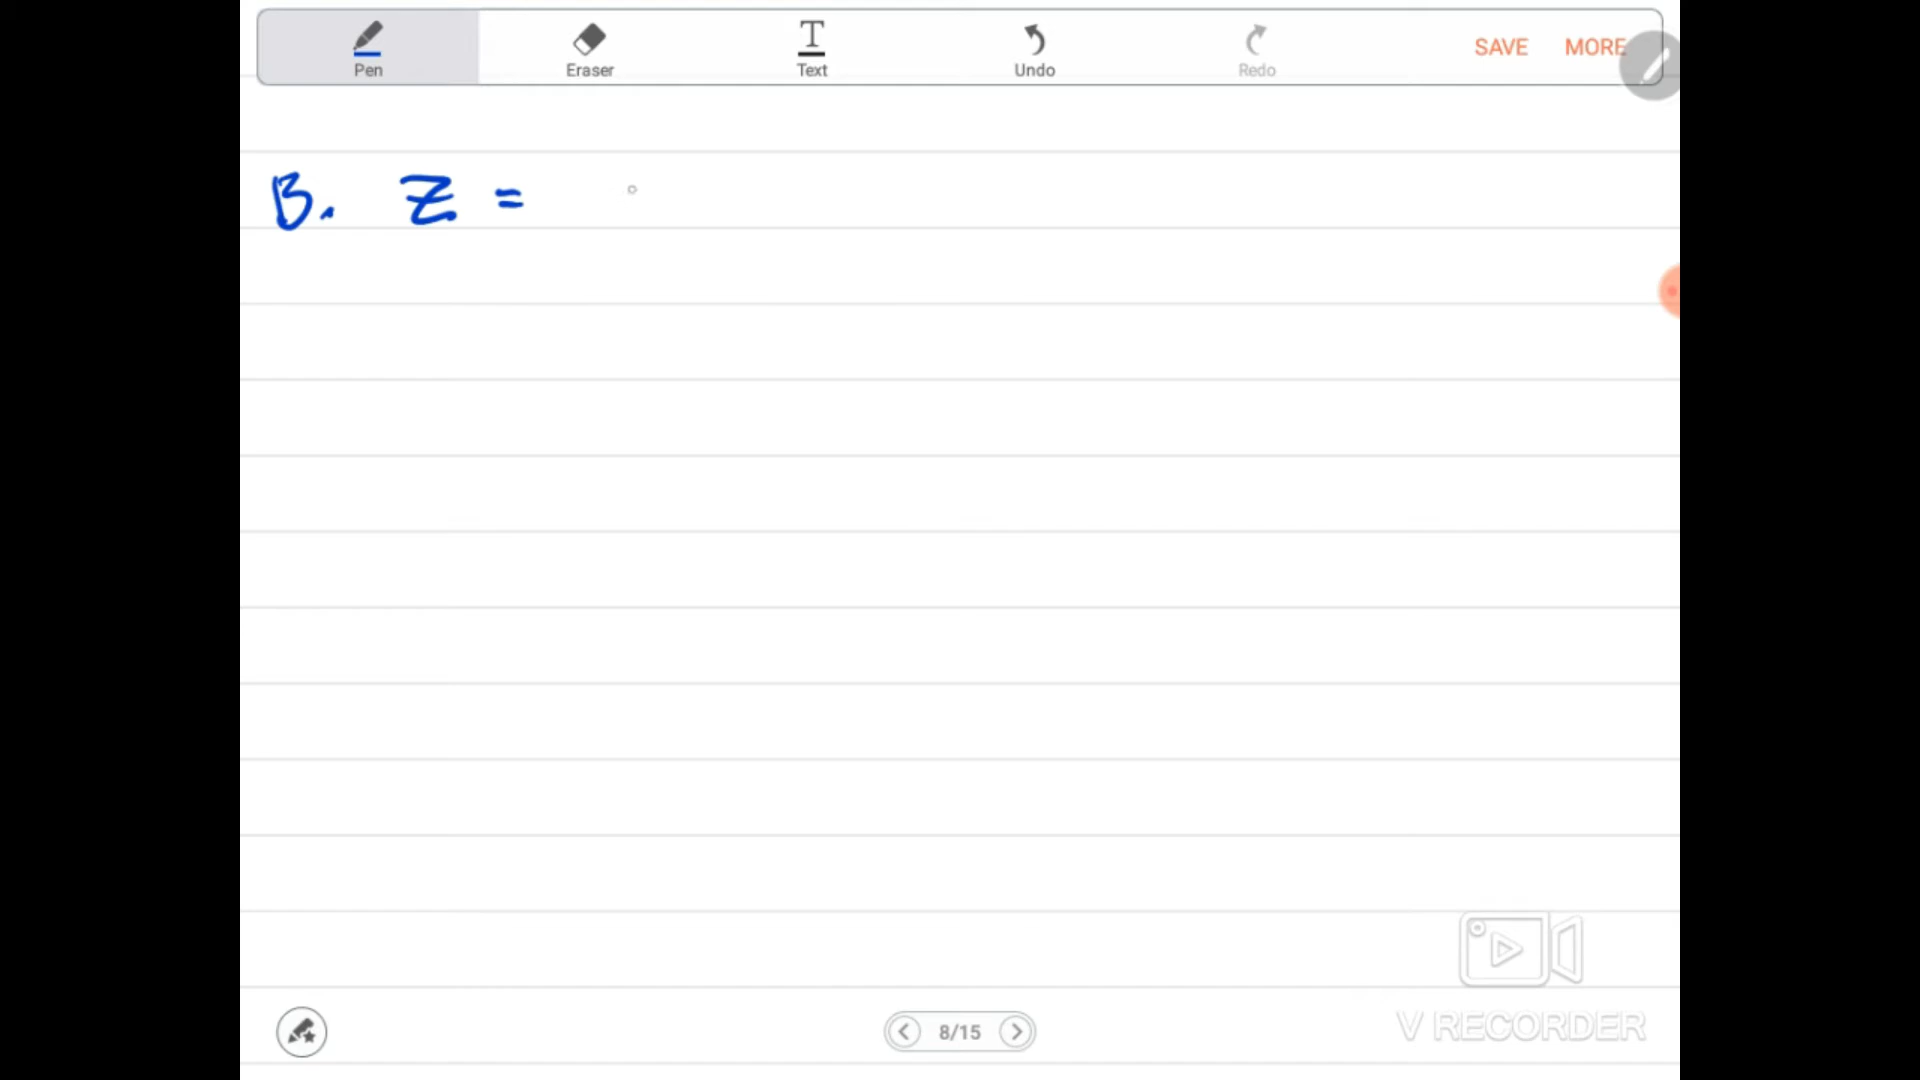 Pen Eraser Text Undo Redo SAVE MORE
B. Z =
8/15
V RECORDER